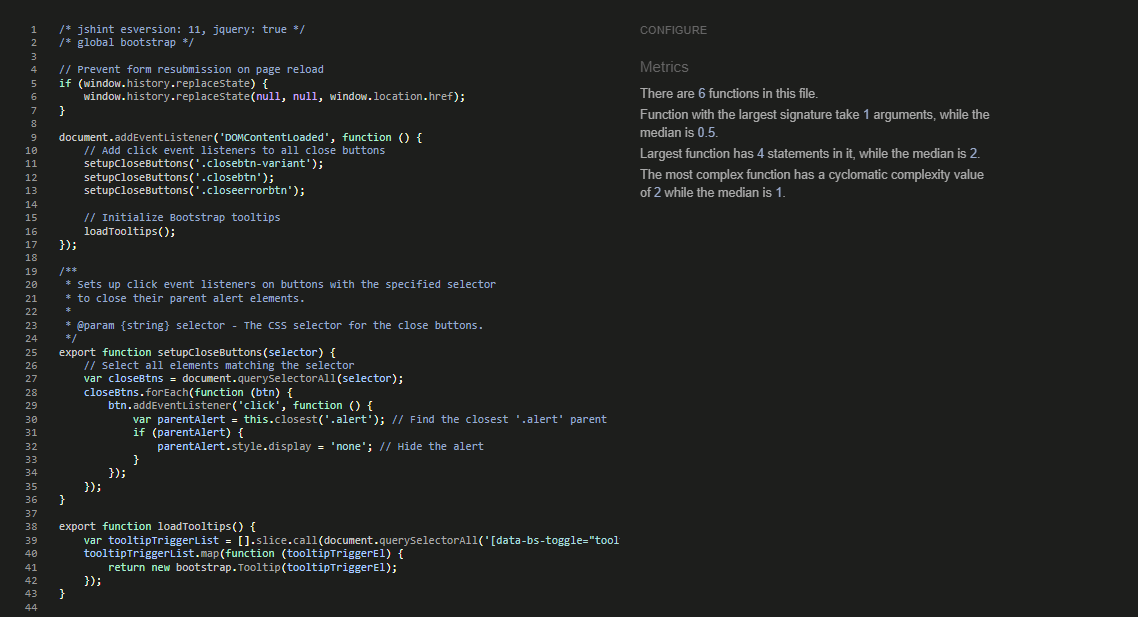 1 /* jshint esversion: 11, jquery: true */
2 /* global bootstrap */
3
4 // Prevent form resubmission on page reload
5 if (window.history.replaceState) {
6     window.history.replaceState(null, null, window.location.href);
7 }
8
9 document.addEventListener('DOMContentLoaded', function () {
10     // Add click event listeners to all close buttons
11     setupCloseButtons('.closebtn-variant');
12     setupCloseButtons('.closebtn');
13     setupCloseButtons('.closeerrorbtn');
14
15     // Initialize Bootstrap tooltips
16     loadTooltips();
17 });
18
19 /**
20  * Sets up click event listeners on buttons with the specified selector
21  * to close their parent alert elements.
22  *
23  * @param {string} selector - The CSS selector for the close buttons.
24  */
25 export function setupCloseButtons(selector) {
26     // Select all elements matching the selector
27     var closeBtns = document.querySelectorAll(selector);
28     closeBtns.forEach(function (btn) {
29         btn.addEventListener('click', function () {
30             var parentAlert = this.closest('.alert'); // Find the closest '.alert' parent
31             if (parentAlert) {
32                 parentAlert.style.display = 'none'; // Hide the alert
33             }
34         });
35     });
36 }
37
38 export function loadTooltips() {
39     var tooltipTriggerList = [].slice.call(document.querySelectorAll('[data-bs-toggle="tool
40     tooltipTriggerList.map(function (tooltipTriggerEl) {
41         return new bootstrap.Tooltip(tooltipTriggerEl);
42     });
43 }
44
CONFIGURE
Metrics
There are 6 functions in this file.
Function with the largest signature take 1 arguments, while the
median is 0.5.
Largest function has 4 statements in it, while the median is 2.
The most complex function has a cyclomatic complexity value
of 2 while the median is 1.